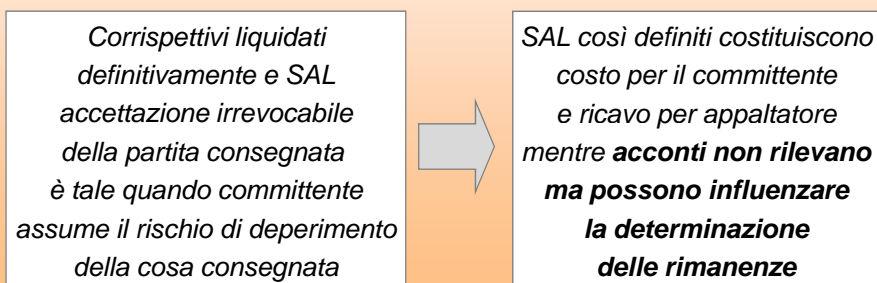 Corrispettivi liquidati
definitivamente e SAL
accettazione irrevocabile
della partita consegnata
è tale quando committente
assume il rischio di deperimento
della cosa consegnata
SAL così definiti costituiscono
costo per il committente
e ricavo per appaltatore
mentre acconti non rilevano
ma possono influenzare
la determinazione
delle rimanenze